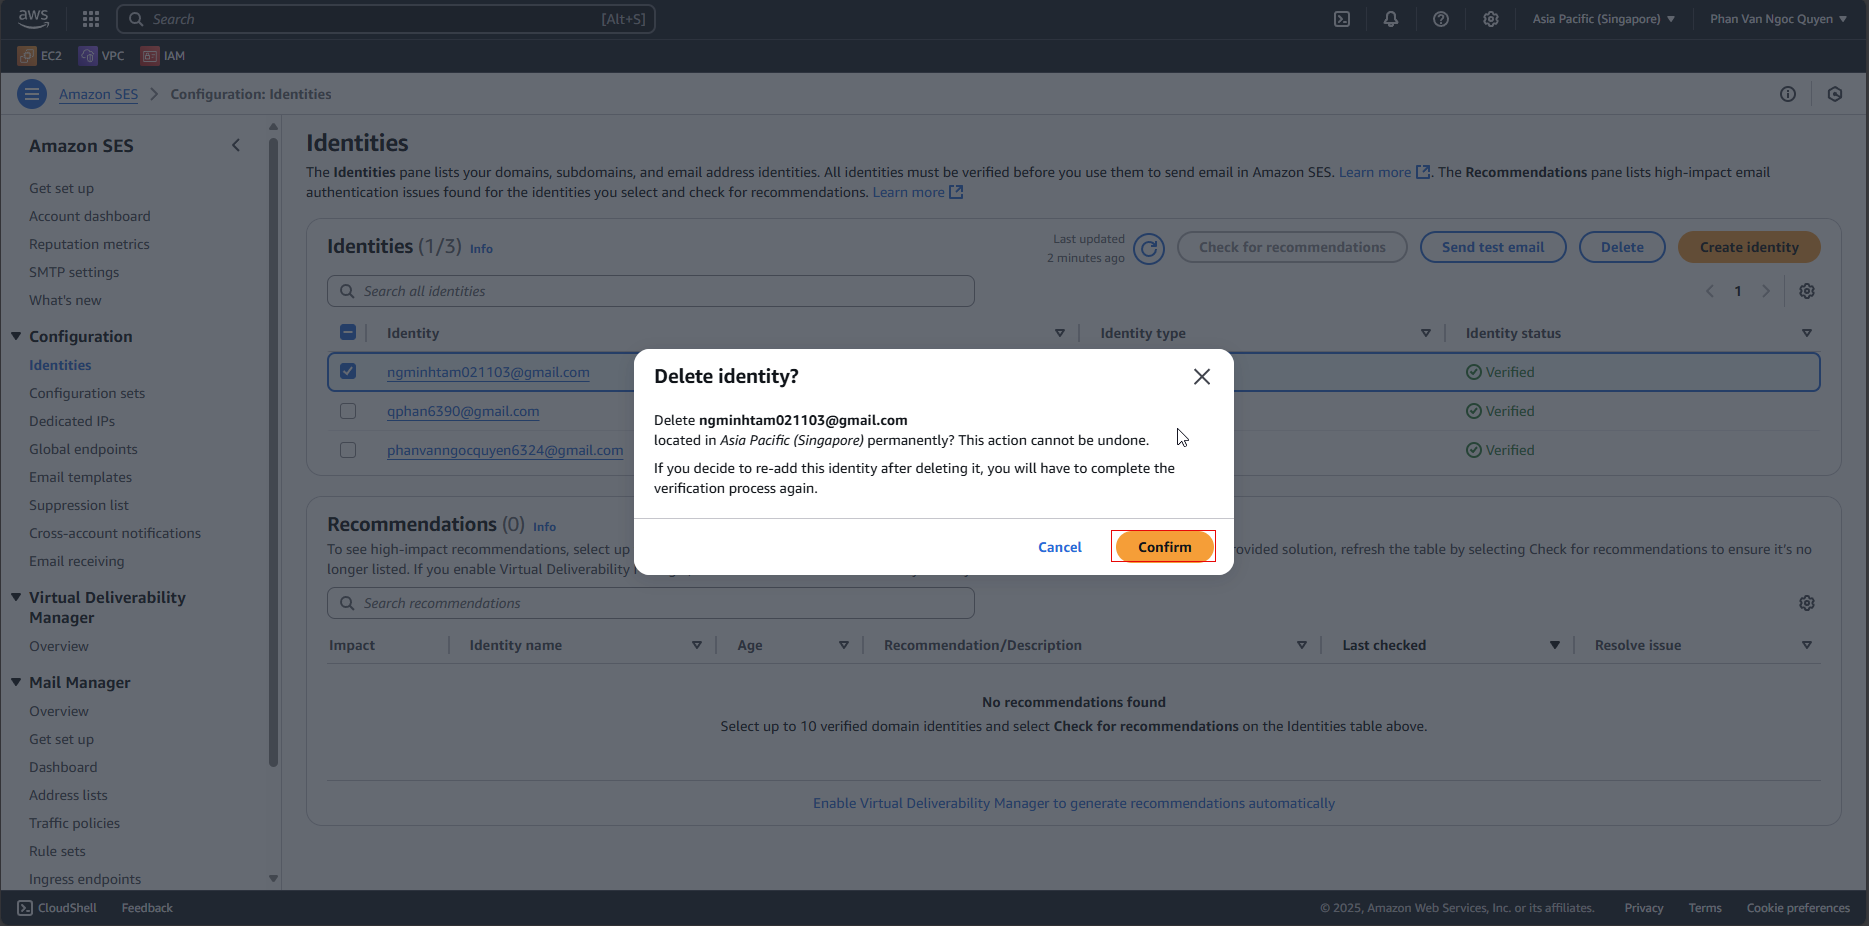 aws
Search [Alt+S]
Asia Pacific (Singapore) ▼
Phan Van Ngoc Quyen ▼
EC2 VPC IAM
Amazon SES > Configuration: Identities
Amazon SES
Get set up
Account dashboard
Reputation metrics
SMTP settings
What's new
Configuration
Identities
Configuration sets
Dedicated IPs
Global endpoints
Email templates
Suppression list
Cross-account notifications
Email receiving
Virtual Deliverability
Manager
Overview
Mail Manager
Overview
Get set up
Dashboard
Address lists
Traffic policies
Rule sets
Ingress endpoints
Identities
The Identities pane lists your domains, subdomains, and email address identities. All identities must be verified before you use them to send email in Amazon SES. Learn more. The Recommendations pane lists high-impact email
authentication issues found for the identities you select and check for recommendations. Learn more
Identities (1/3) Info
Last updated
2 minutes ago
Check for recommendations
Send test email
Delete
Create identity
Search all identities
1
Identity Identity type Identity status
ngminhtam021103@gmail.com Verified
qphan6390@gmail.com Verified
phanvanngocquyen6324@gmail.com Verified
Delete identity?
Delete ngminhtam021103@gmail.com
located in Asia Pacific (Singapore) permanently? This action cannot be undone.
If you decide to re-add this identity after deleting it, you will have to complete the
verification process again.
Cancel Confirm
Recommendations (0) Info
To see high-impact recommendations, select up ovided solution, refresh the table by selecting Check for recommendations to ensure it's no
longer listed. If you enable Virtual Deliverability
Search recommendations
Impact Identity name Age Recommendation/Description Last checked Resolve issue
No recommendations found
Select up to 10 verified domain identities and select Check for recommendations on the Identities table above.
Enable Virtual Deliverability Manager to generate recommendations automatically
CloudShell Feedback
© 2025, Amazon Web Services, Inc. or its affiliates. Privacy Terms Cookie preferences